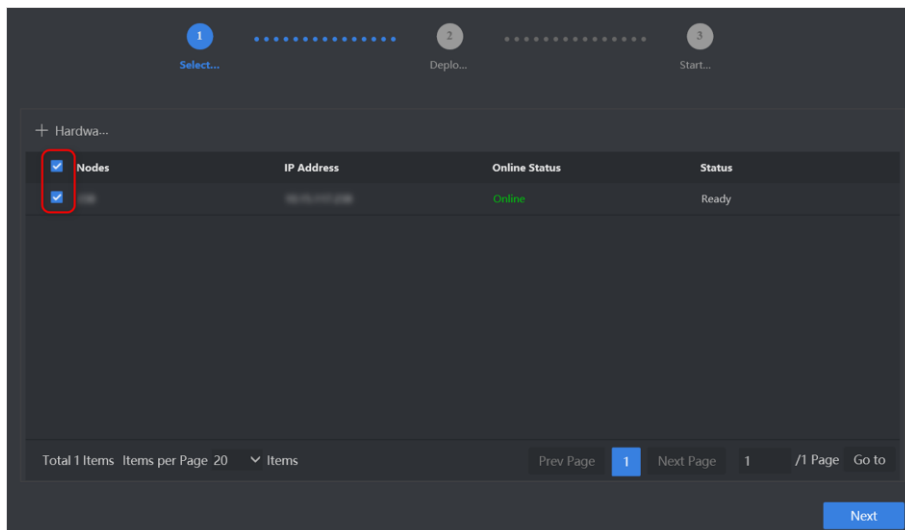 1 2 3
Select... Deplo... Start...
+ Hardwa...
Nodes IP Address Online Status Status
Online Ready
Total 1 Items Items per Page 20 Items Prev Page 1 Next Page 1 /1 Page Go to
Next